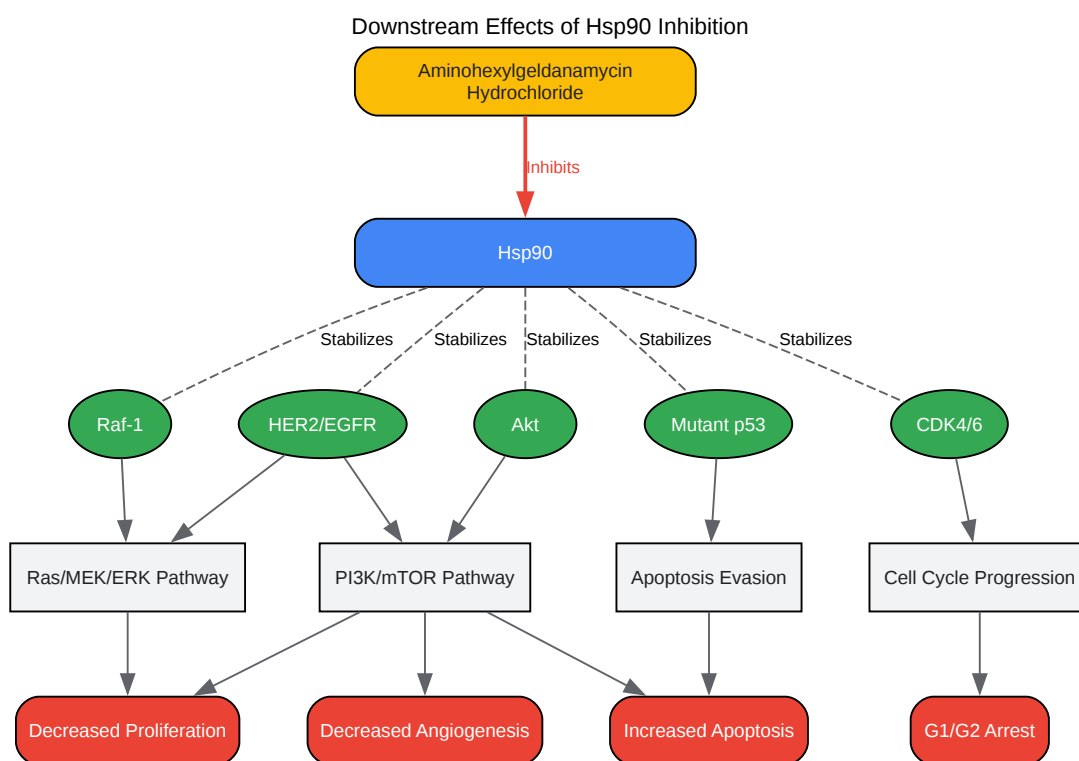 Downstream Effects of Hsp90 Inhibition
Aminohexylgeldanamycin
Hydrochloride
Inhibits
Hsp90
Stabilizes
Stabilizes
Stabilizes
Stabilizes
Stabilizes
Raf-1
HER2/EGFR
Akt
Mutant p53
CDK4/6
Ras/MEK/ERK Pathway
PI3K/mTOR Pathway
Apoptosis Evasion
Cell Cycle Progression
Decreased Proliferation
Decreased Angiogenesis
Increased Apoptosis
G1/G2 Arrest